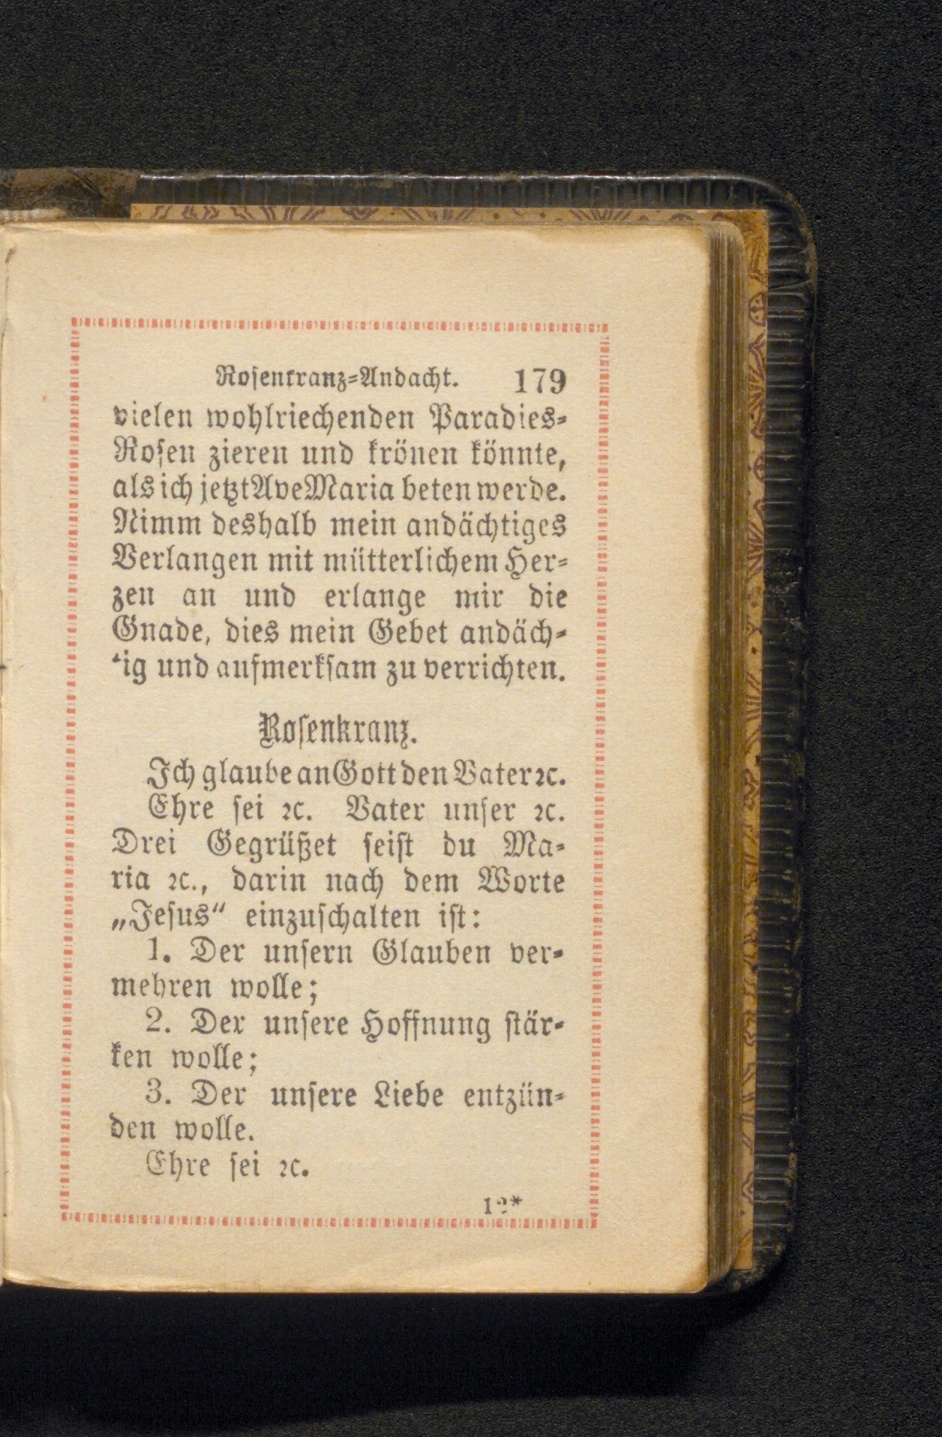 Rosenkranz-Andacht. 179
vielen wohlriechenden Paradies-
Rosen zieren und krönen könnte,
als ich jetzt Ave Maria beten werde.
Nimm deshalb mein andächtiges
Verlangen mit mütterlichem Her-
zen an und erlange mir die
Gnade, dies mein Gebet andäch-
tig und aufmerksam zu verrichten.
Rosenkranz.
Ich glaube an Gott den Vater ꝛc.
Ehre sei ꝛc. Vater unser ꝛc.
Drei Gegrüßet seist du Ma-
ria ꝛc., darin nach dem Worte
„Jesus“ einzuschalten ist:
1. Der unsern Glauben ver-
mehren wolle;
2. Der unsere Hoffnung stär-
ken wolle;
3. Der unsere Liebe entzün-
den wolle.
Ehre sei ꝛc.
12*